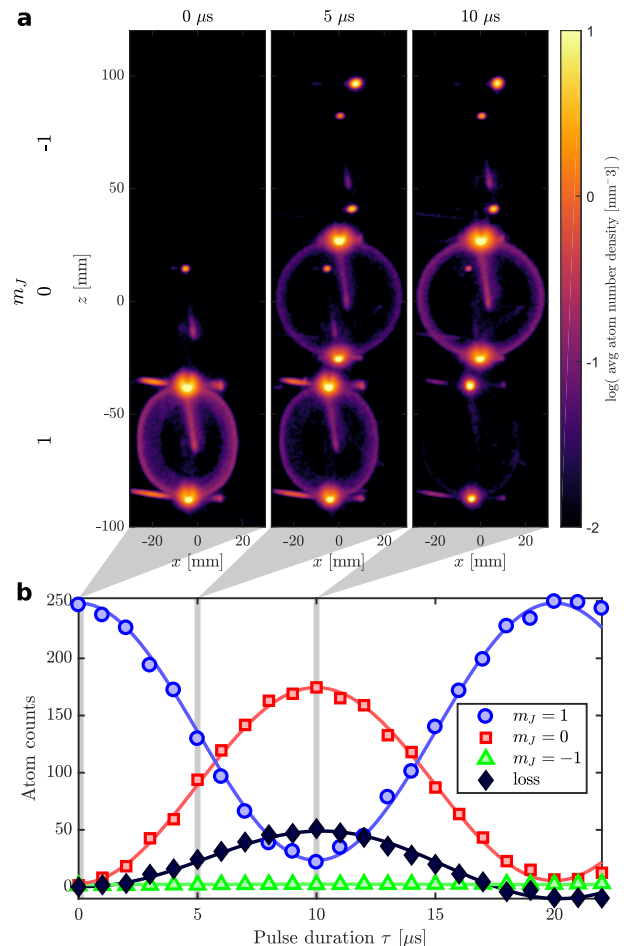 a
0 μs
5 μs
10 μs
m_J
-1
0
1
z [mm]
100
50
0
-50
-100
-20
0
20
-20
0
20
-20
0
20
x [mm]
x [mm]
x [mm]
1
0
-1
-2
log( avg atom number density [mm⁻3] )
b
Atom counts
250
200
150
100
50
0
m_J = 1
m_J = 0
m_J = −1
loss
0
5
10
15
20
Pulse duration τ [μs]